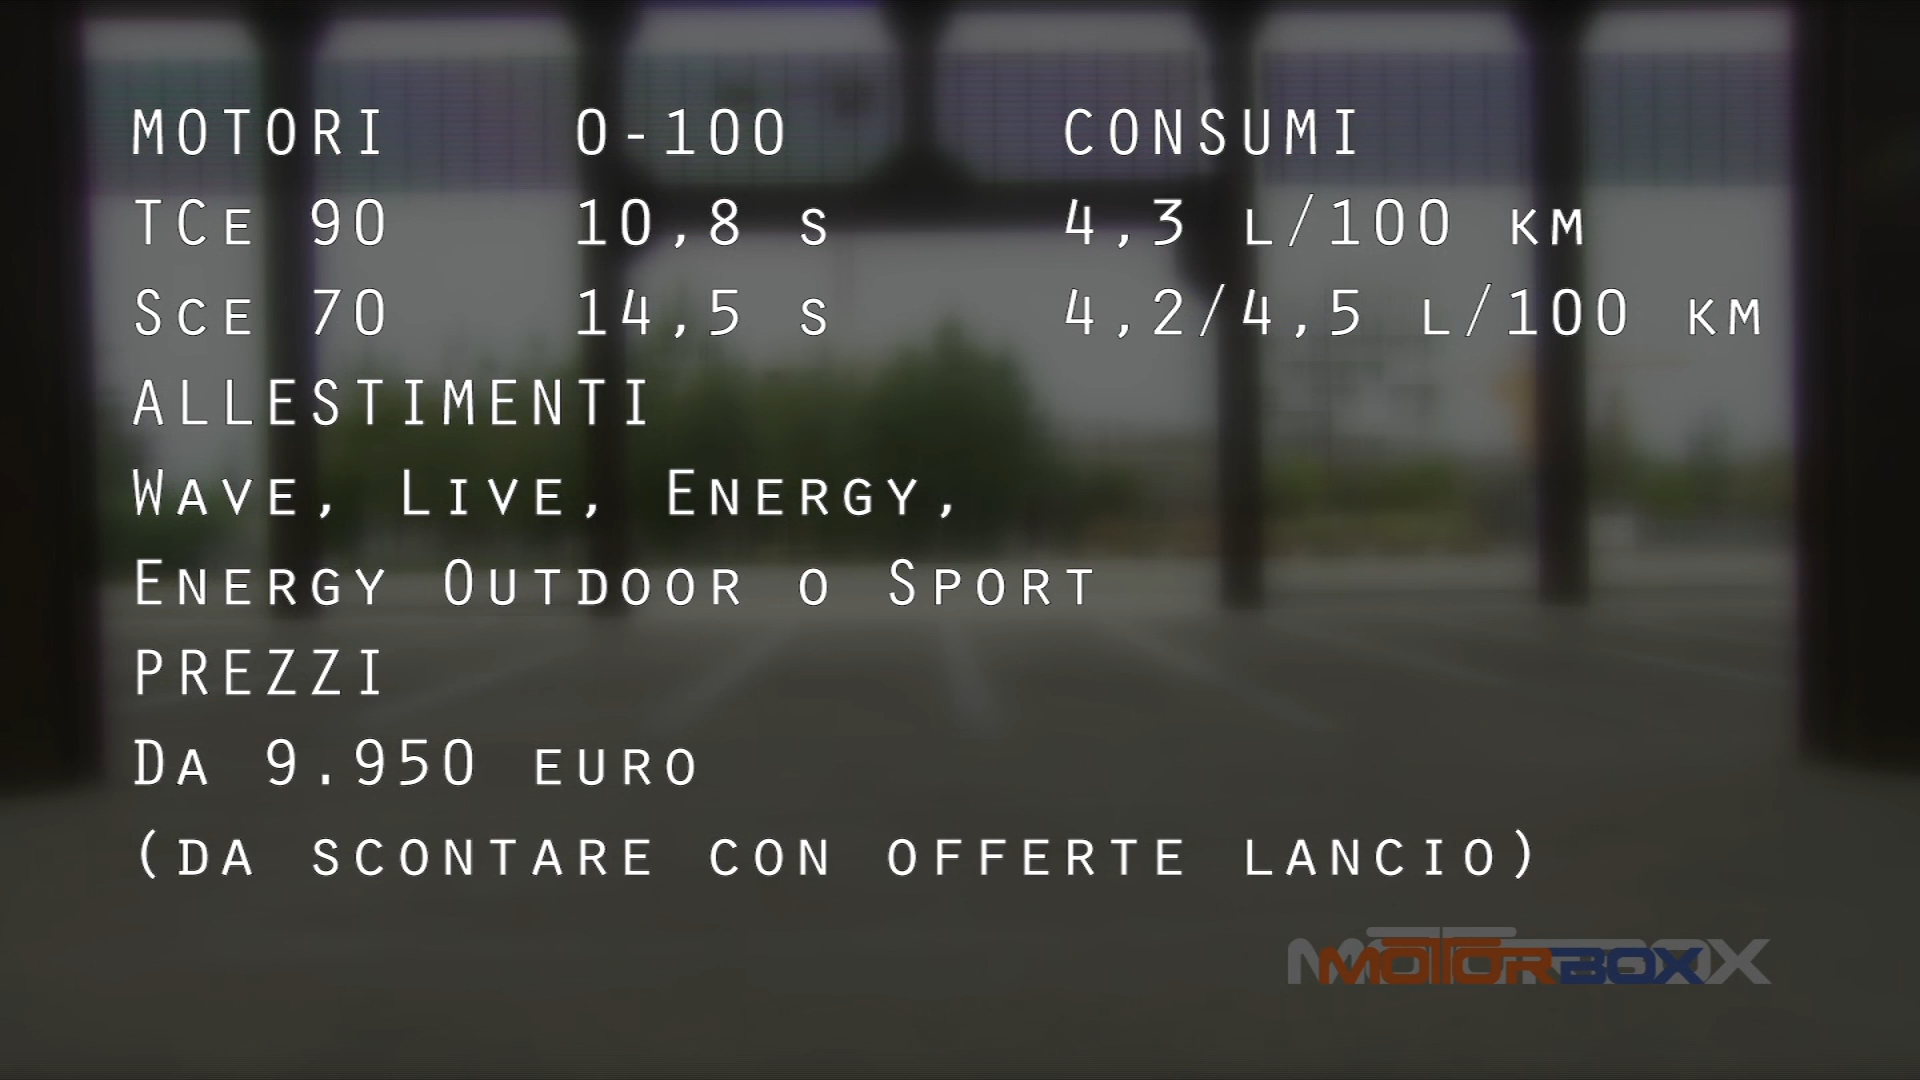 MOTORI 0-100 CONSUMI
TCe 90 10,8 s 4,3 l/100 km
Sce 70 14,5 s 4,2/4,5 l/100 km
ALLESTIMENTI
Wave, Live, Energy,
Energy Outdoor o Sport
PREZZI
Da 9.950 euro
(da scontare con offerte lancio)
MOTORBOX